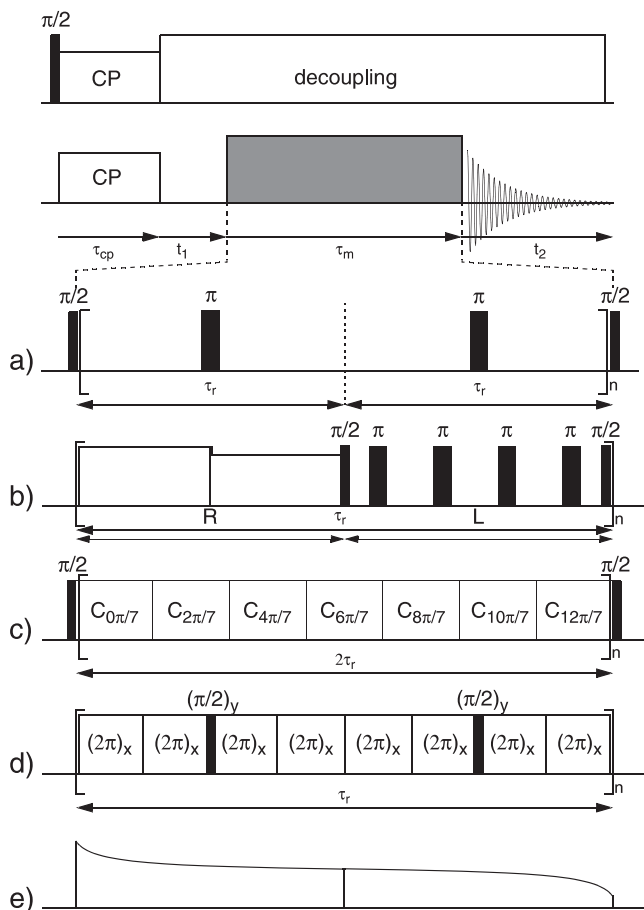 π/2
CP
decoupling
CP
τcp
t1
τm
t2
π/2
π
π
π/2
a)
n
τr
τr
π/2
π
π
π
π
π/2
b)
R
τr
L
n
π/2
π/2
c)
C0π/7
C2π/7
C4π/7
C6π/7
C8π/7
C10π/7
C12π/7
n
2τr
(π/2)y
(π/2)y
d)
(2π)x
(2π)x
(2π)x
(2π)x
(2π)x
(2π)x
(2π)x
(2π)x
n
τr
e)